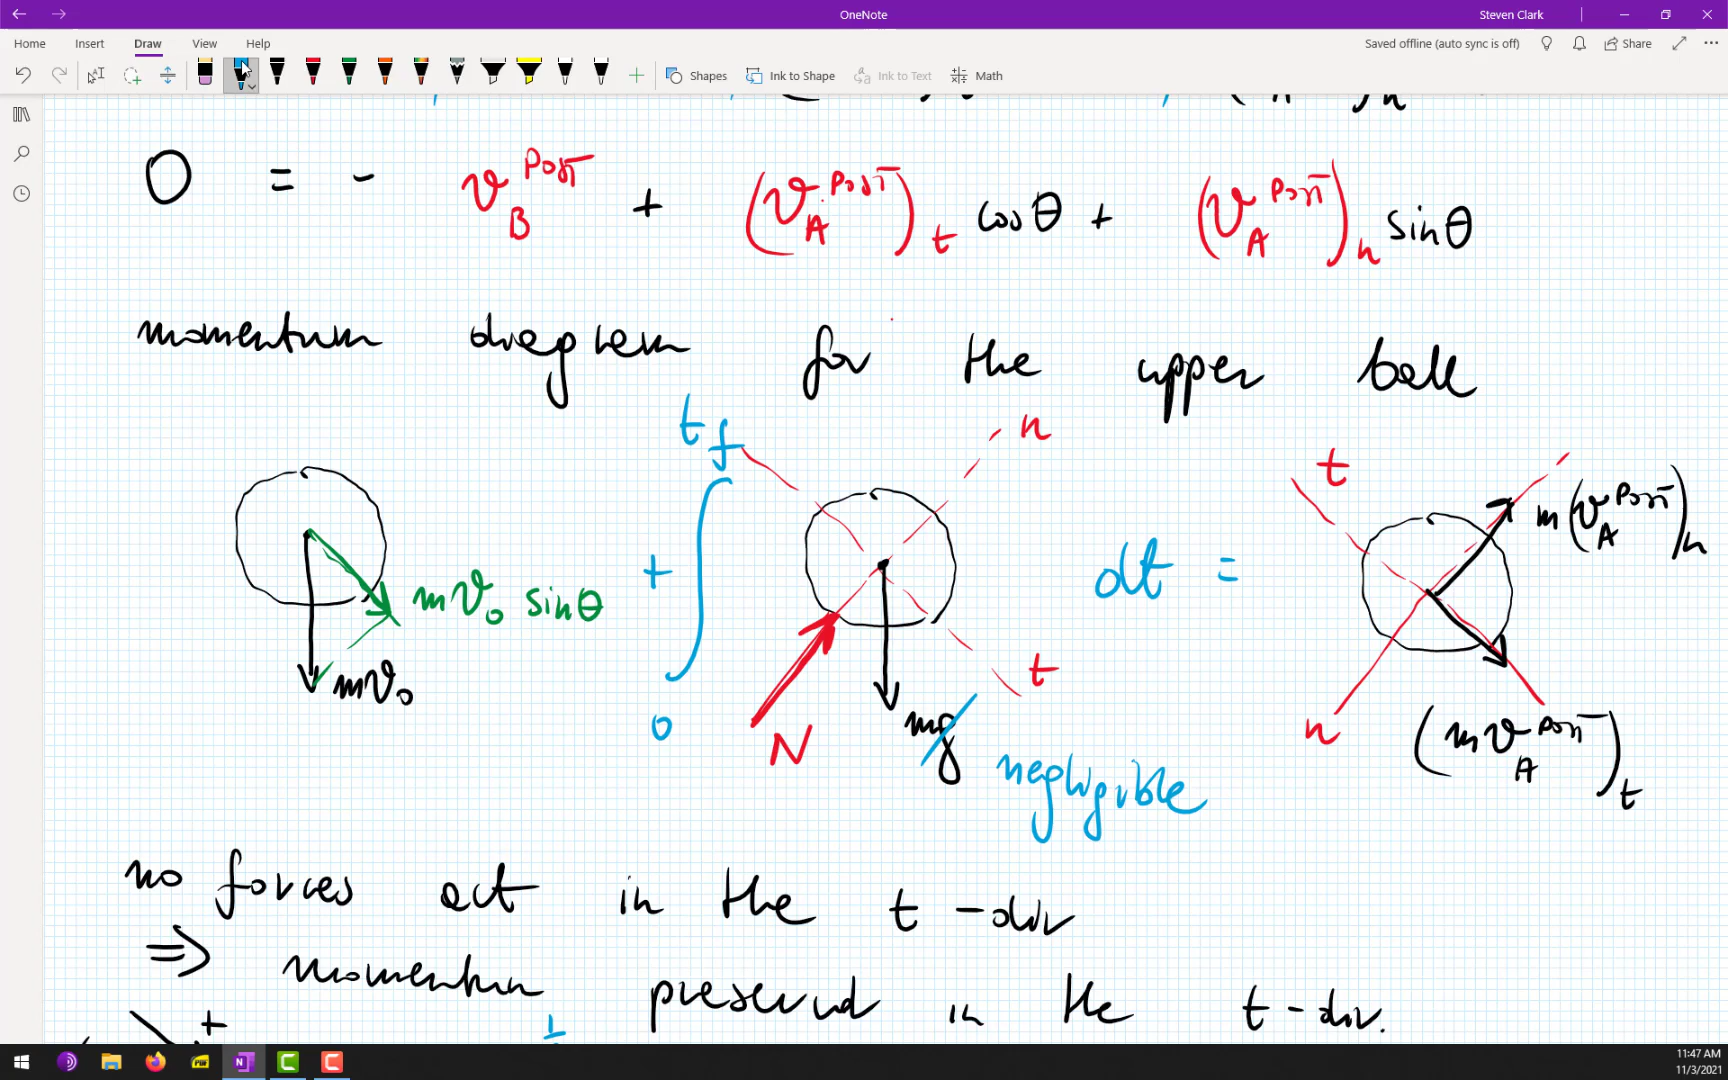 OneNote
Steven Clark
Home Insert Draw View Help
Saved offline (auto sync is off) Share
Shapes Ink to Shape Ink to Text Math
0 = - v_B^Post + (v_A^Post)_t cosθ + (v_A^Post)_n sinθ
momentum diagram for the upper ball
t_f n t
m(v_A^Post)_n
mv₀ sinθ + dt =
mv₀ 0 N mg t n (mv_A^Post)_t
negligible
no forces act in the t-dir
=> momentum preserved in the t-dir.
+
11:47 AM
11/3/2021